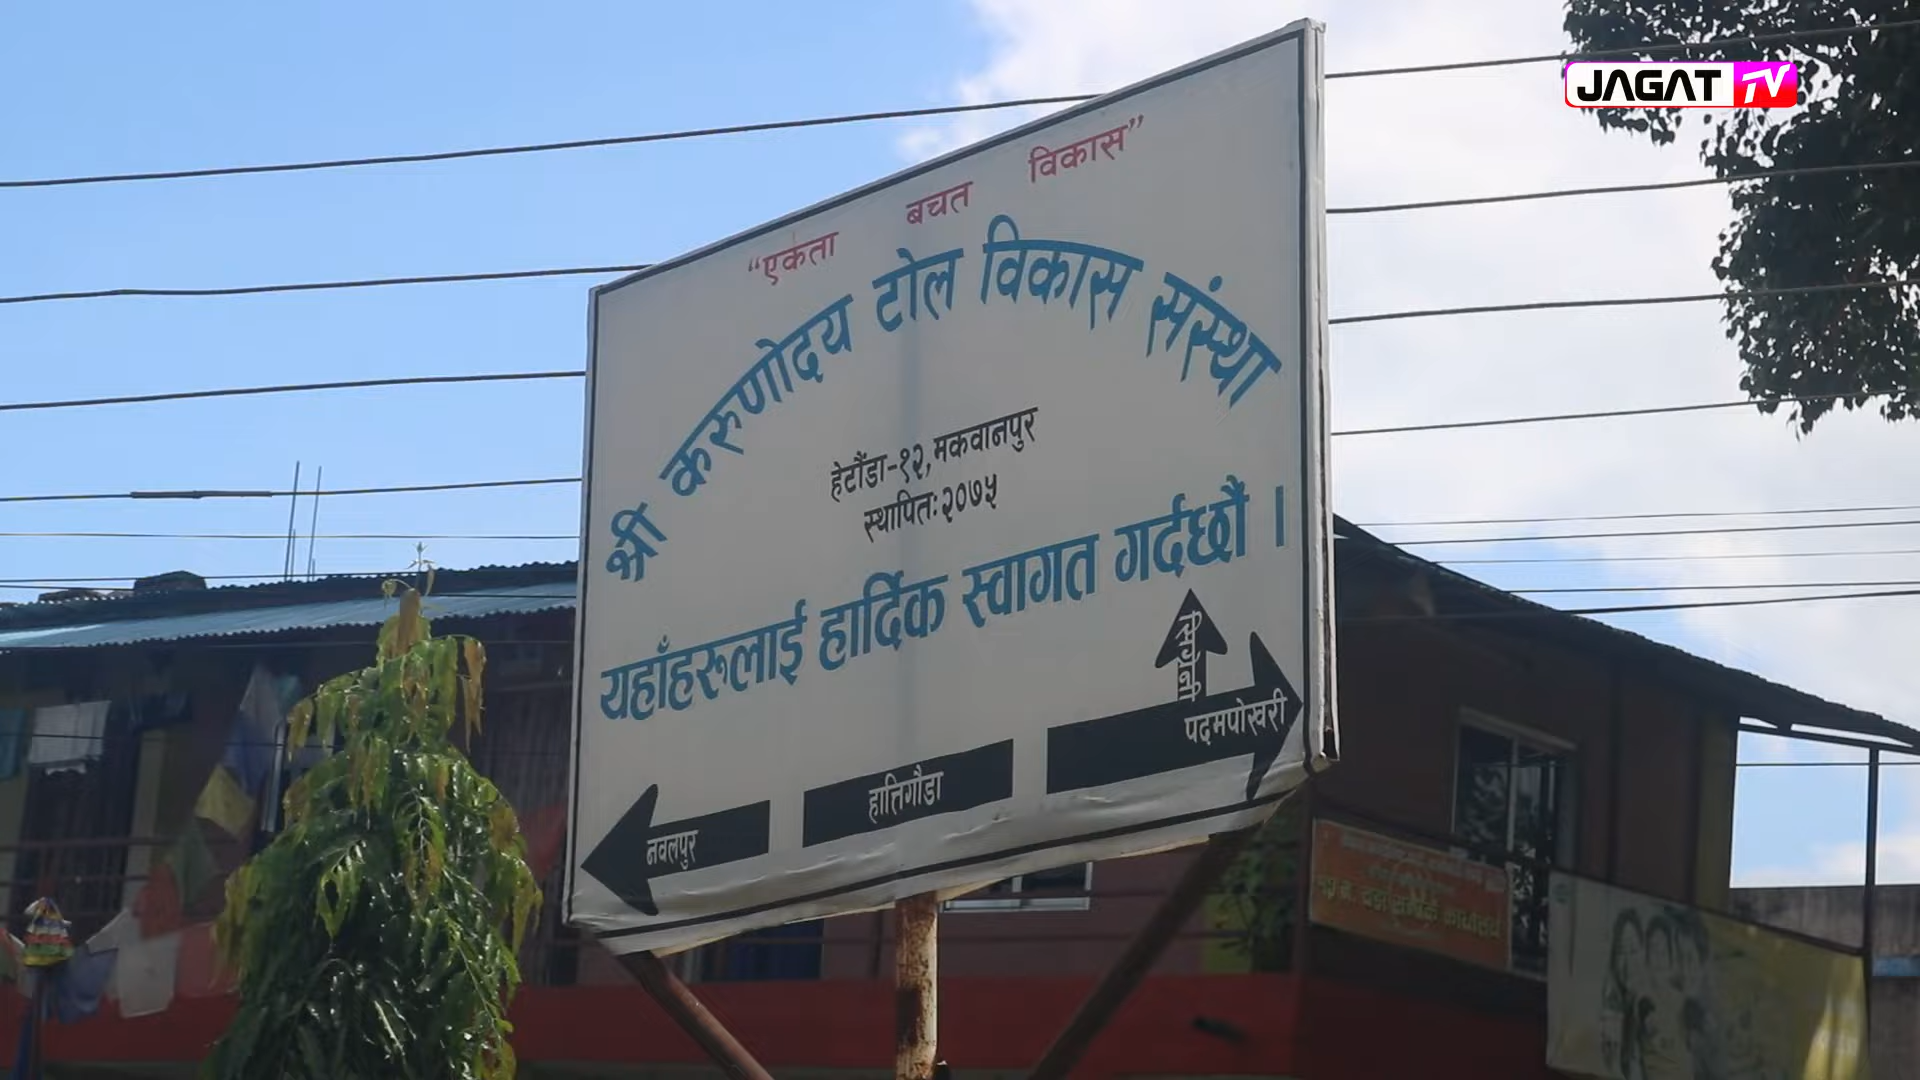 JAGAT TV
“एकता बचत विकास”
श्री करुणोदय टोल विकास संस्था
हेटौंडा-१२, मकवानपुर
स्थापित: २०७५
यहाँहरुलाई हार्दिक स्वागत गर्दछौं ।
पदमपोखरी
हात्तिगौडा
नवलपुर